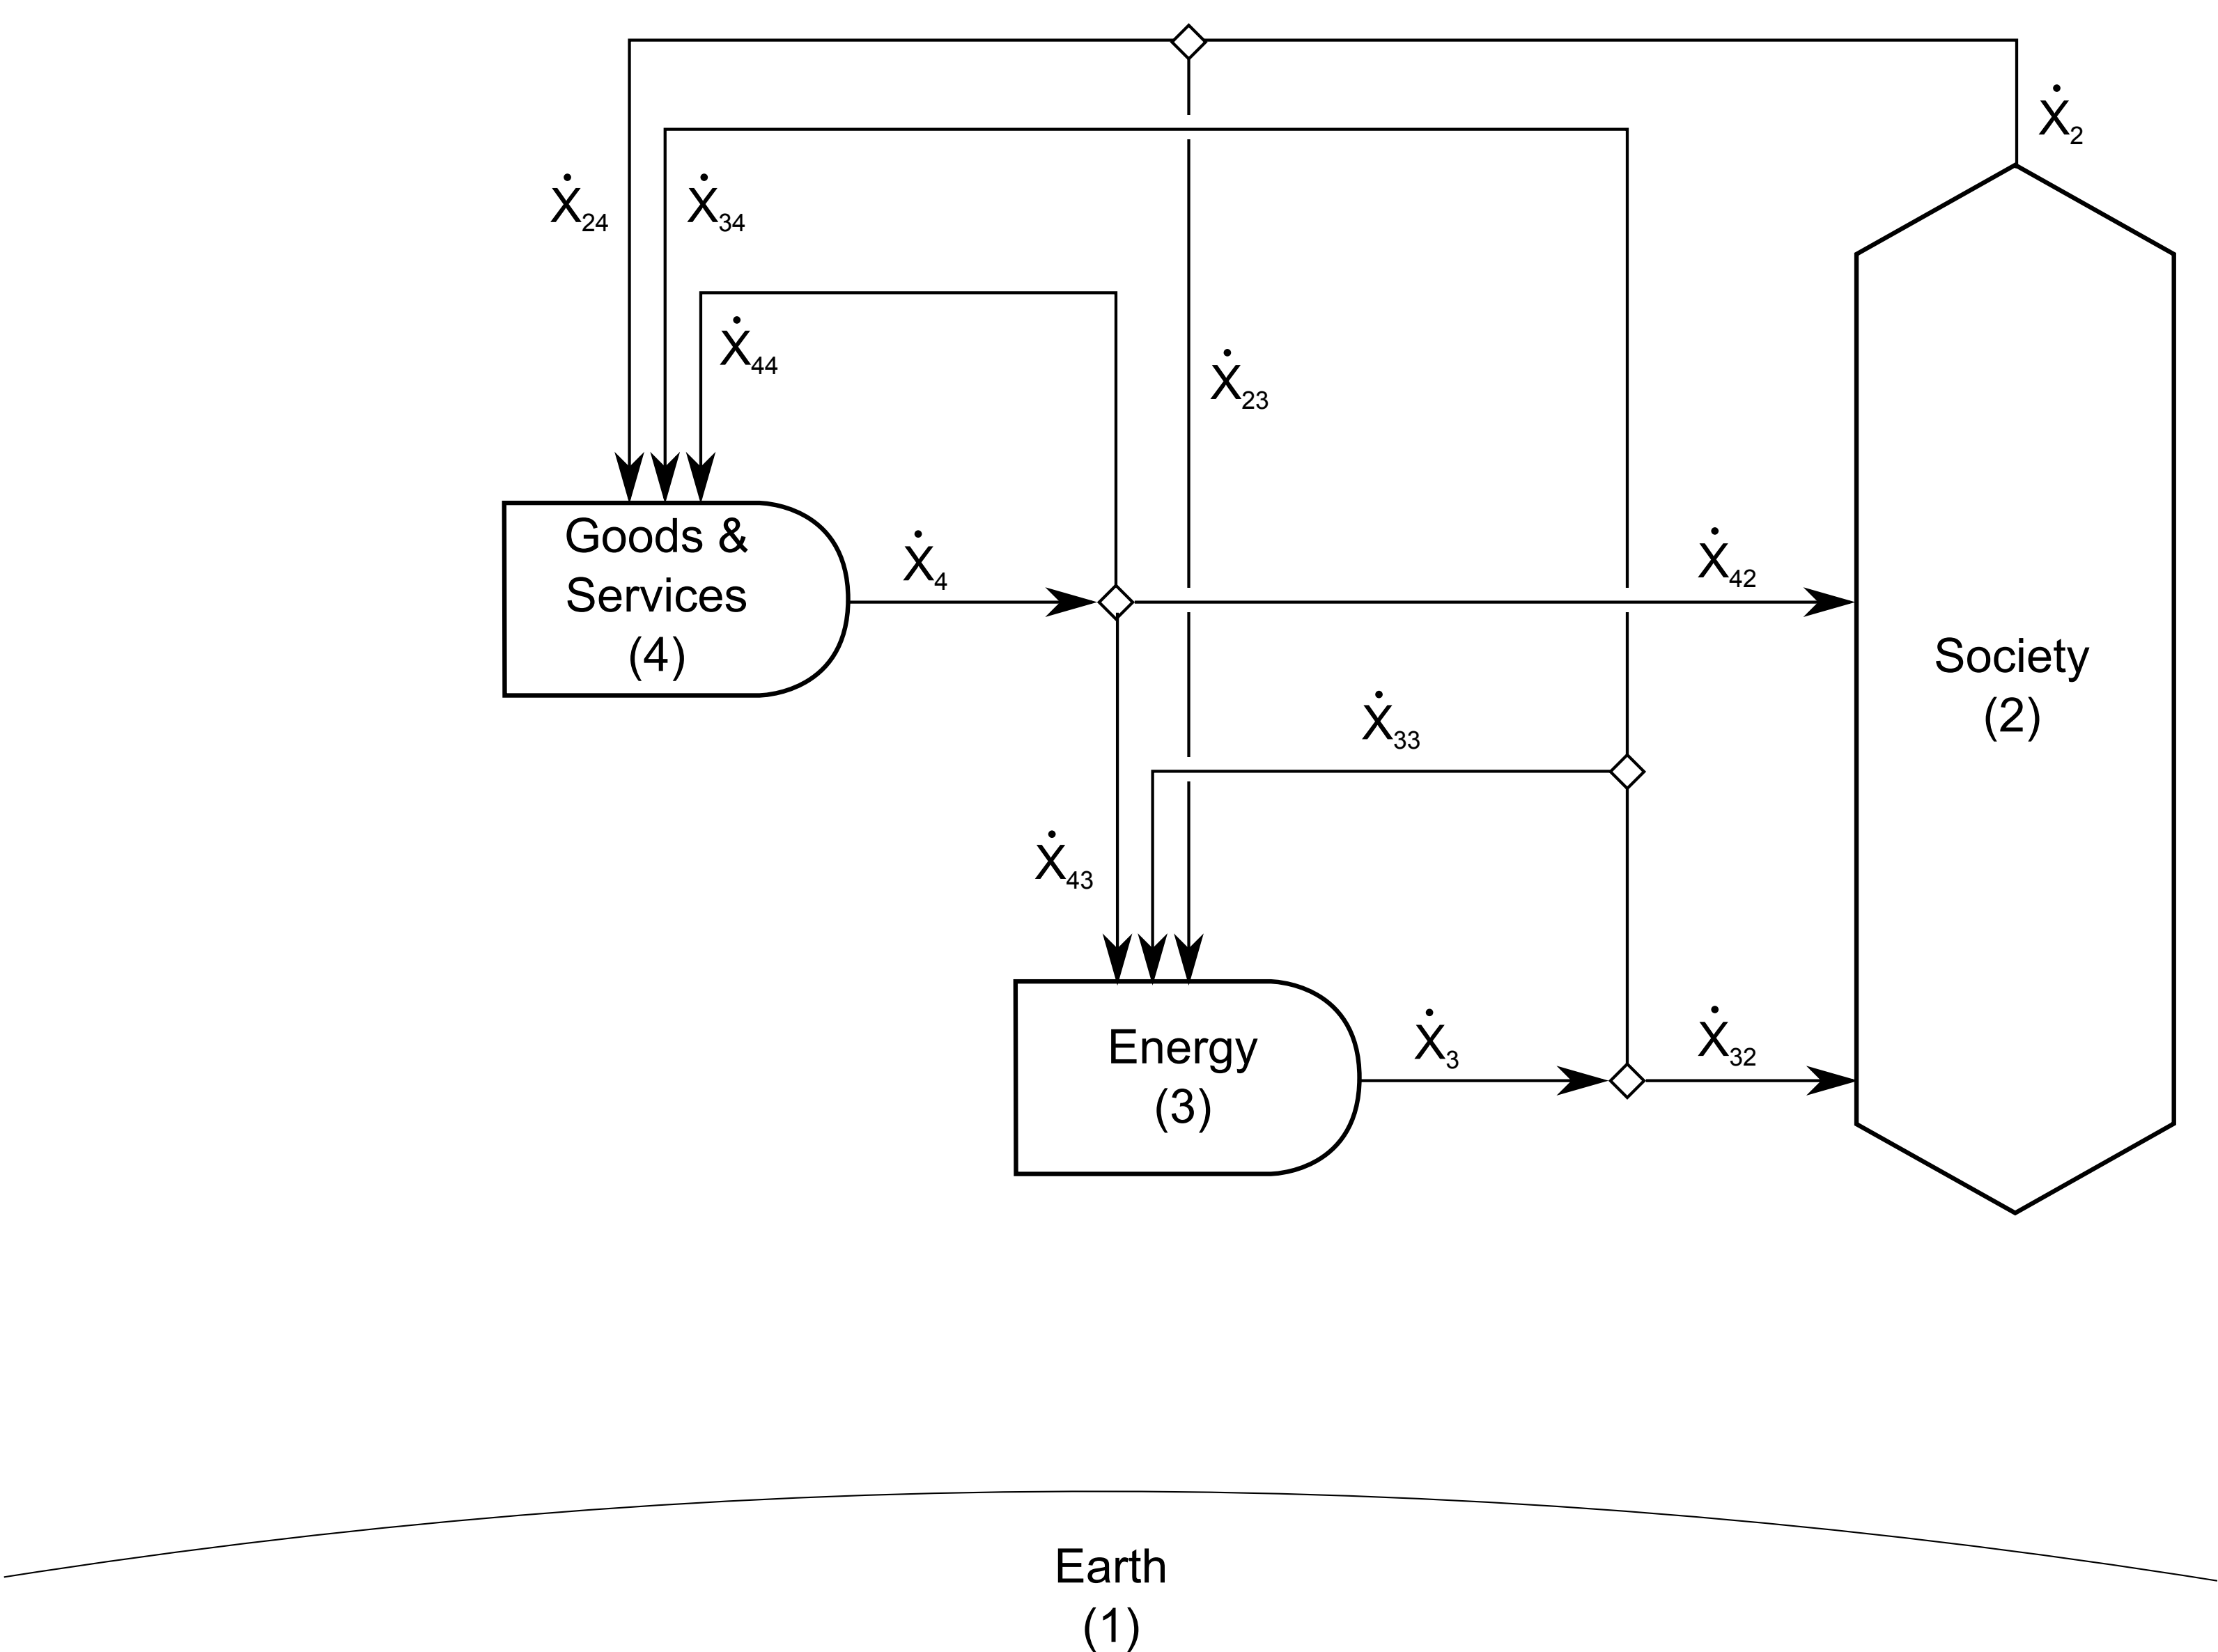 Ẋ2
Ẋ24
Ẋ34
Ẋ44
Ẋ23
Goods &
Services
(4)
Ẋ4
Ẋ42
Society
(2)
Ẋ33
Ẋ43
Energy
(3)
Ẋ3
Ẋ32
Earth
(1)